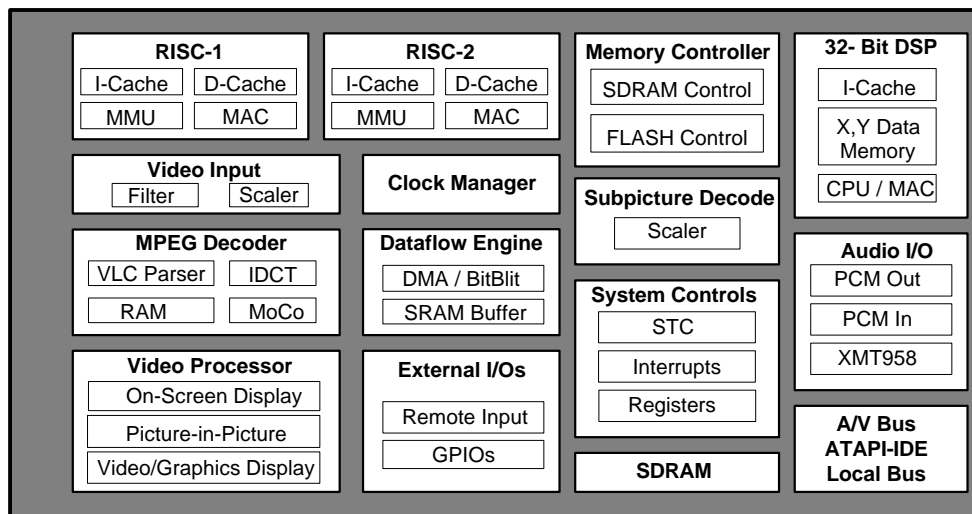 RISC-1
I-Cache
D-Cache
MMU
MAC
RISC-2
I-Cache
D-Cache
MMU
MAC
Memory Controller
SDRAM Control
FLASH Control
32- Bit DSP
I-Cache
X,Y Data
Memory
CPU / MAC
Video Input
Filter
Scaler
Clock Manager
Subpicture Decode
Scaler
MPEG Decoder
VLC Parser
IDCT
RAM
MoCo
Dataflow Engine
DMA / BitBlit
SRAM Buffer
System Controls
STC
Interrupts
Registers
Audio I/O
PCM Out
PCM In
XMT958
Video Processor
On-Screen Display
Picture-in-Picture
Video/Graphics Display
External I/Os
Remote Input
GPIOs
SDRAM
A/V Bus
ATAPI-IDE
Local Bus